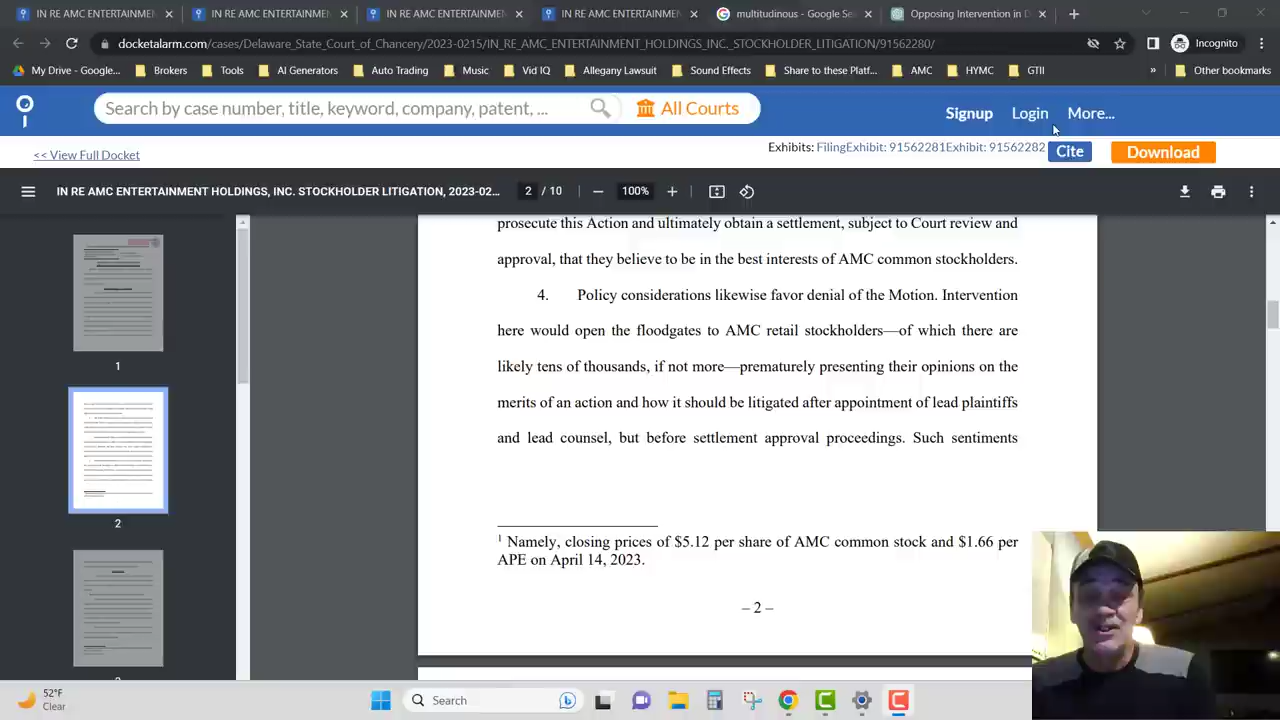 IN RE AMC ENTERTAINMEN
IN RE AMC ENTERTAINMEN
IN RE AMC ENTERTAINMEN
IN RE AMC ENTERTAINMEN
multitudinous - Google Se
Opposing Intervention in D
docketalarm.com/cases/Delaware_State_Court_of_Chancery/2023-0215/IN_RE_AMC_ENTERTAINMENT_HOLDINGS_INC._STOCKHOLDER_LITIGATION/91562280/
Incognito
My Drive - Google...
Brokers
Tools
AI Generators
Auto Trading
Music
Vid IQ
Allegany Lawsuit
Sound Effects
Share to these Platf...
AMC
HYMC
GTII
»
Other bookmarks
Search by case number, title, keyword, company, patent, ...
All Courts
Signup
Login
More...
<< View Full Docket
Exhibits: FilingExhibit: 91562281Exhibit: 91562282
Cite
Download
IN RE AMC ENTERTAINMENT HOLDINGS, INC. STOCKHOLDER LITIGATION, 2023-02...
2 / 10
100%
prosecute this Action and ultimately obtain a settlement, subject to Court review and
approval, that they believe to be in the best interests of AMC common stockholders.
4. Policy considerations likewise favor denial of the Motion. Intervention
here would open the floodgates to AMC retail stockholders—of which there are
likely tens of thousands, if not more—prematurely presenting their opinions on the
merits of an action and how it should be litigated after appointment of lead plaintiffs
and lead counsel, but before settlement approval proceedings. Such sentiments
1 Namely, closing prices of $5.12 per share of AMC common stock and $1.66 per
APE on April 14, 2023.
– 2 –
1
2
52°F
Clear
Search